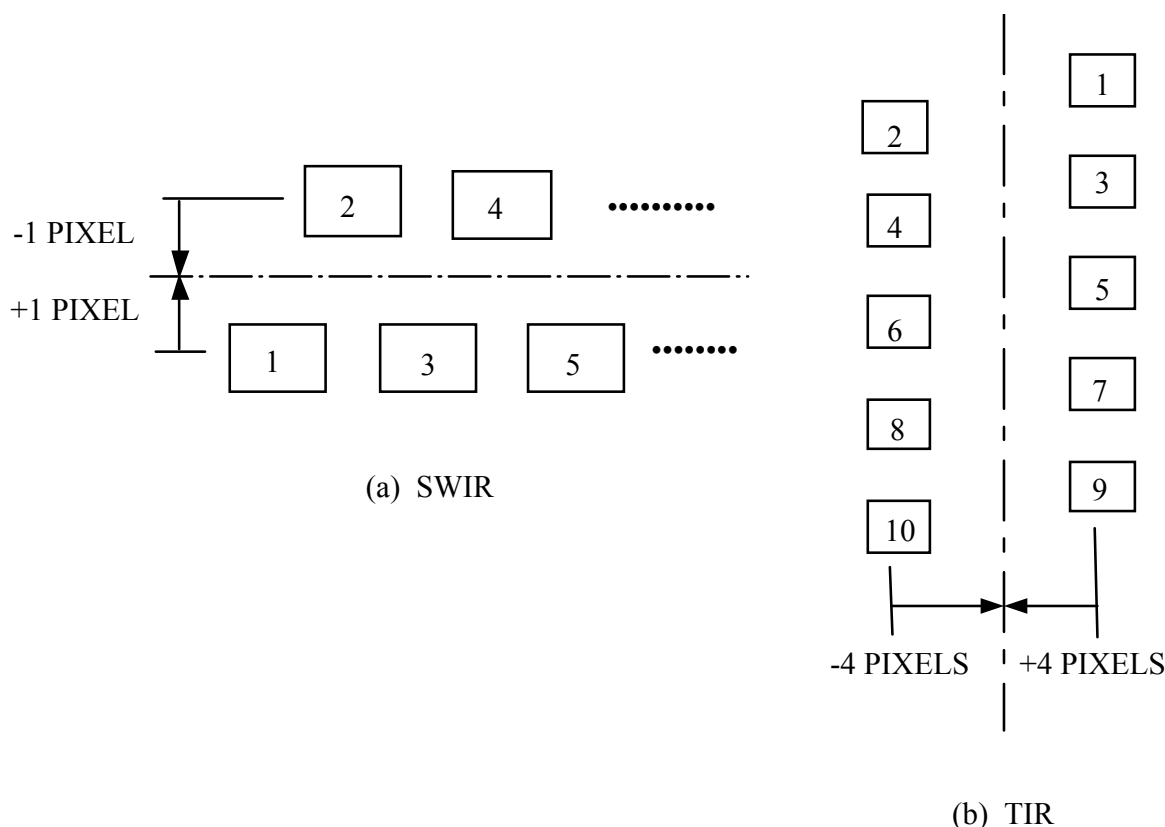 2 4 ..........
-1 PIXEL
+1 PIXEL
1 3 5 ........
(a) SWIR
1
2
3
4
5
6
7
8
9
10
-4 PIXELS +4 PIXELS
(b) TIR